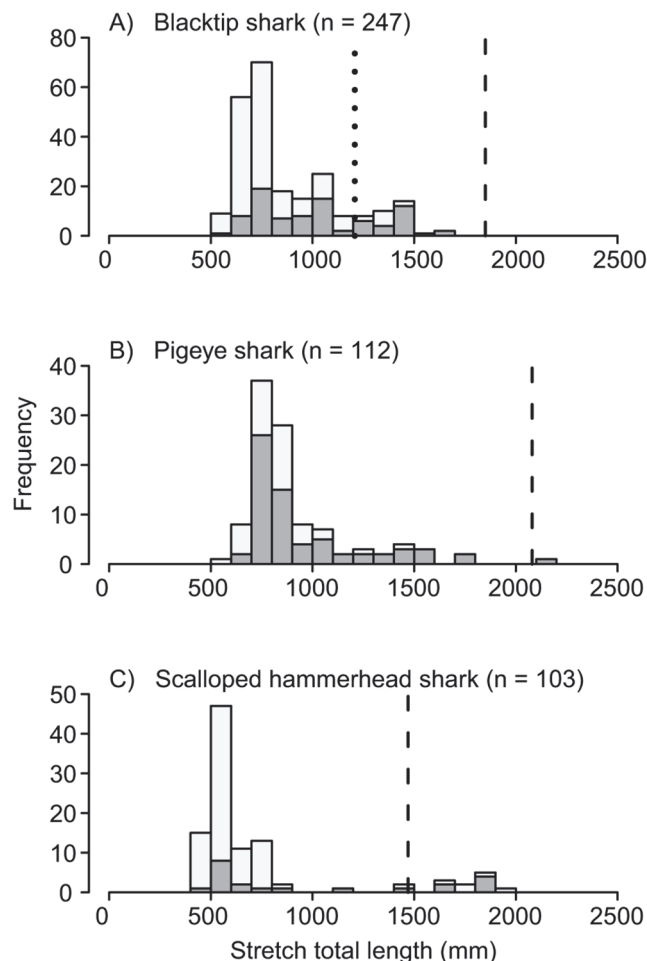 A) Blacktip shark (n = 247)
80
60
40
20
0
0 500 1000 1500 2000 2500
B) Pigeye shark (n = 112)
40
30
20
10
0
0 500 1000 1500 2000 2500
Frequency
C) Scalloped hammerhead shark (n = 103)
50
40
30
20
10
0
0 500 1000 1500 2000 2500
Stretch total length (mm)